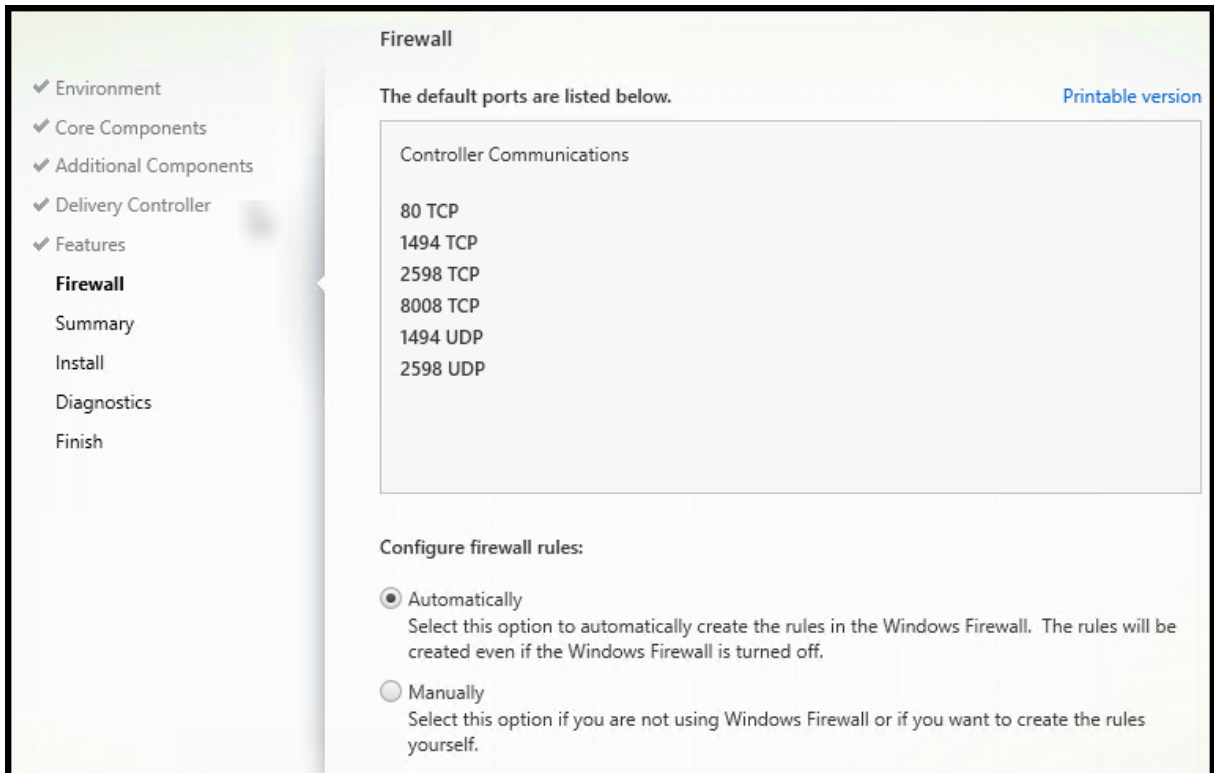 Firewall
Environment
Core Components
Additional Components
Delivery Controller
Features
Firewall
Summary
Install
Diagnostics
Finish
The default ports are listed below.
Printable version
Controller Communications
80 TCP
1494 TCP
2598 TCP
8008 TCP
1494 UDP
2598 UDP
Configure firewall rules:
Automatically
Select this option to automatically create the rules in the Windows Firewall.  The rules will be
created even if the Windows Firewall is turned off.
Manually
Select this option if you are not using Windows Firewall or if you want to create the rules
yourself.